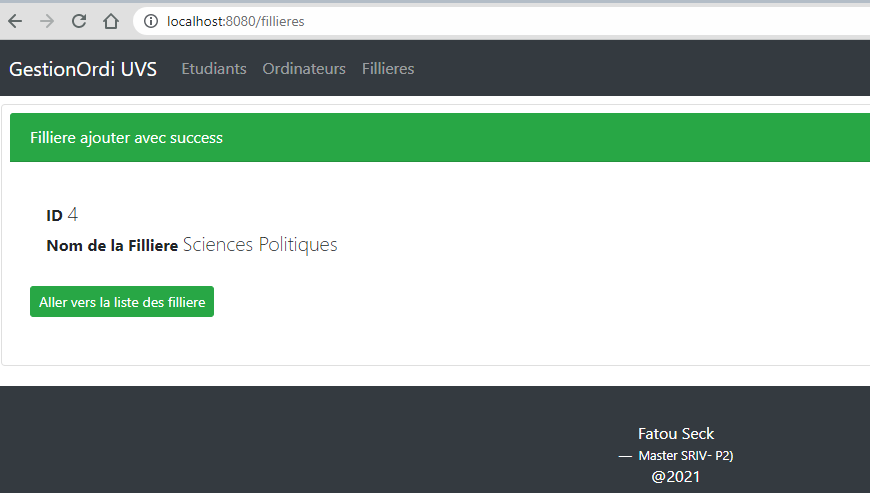 localhost:8080/fillieres
GestionOrdi UVS Etudiants Ordinateurs Fillieres
Filliere ajouter avec success
ID 4
Nom de la Filliere Sciences Politiques
Aller vers la liste des filliere
Fatou Seck
— Master SRIV- P2)
@2021